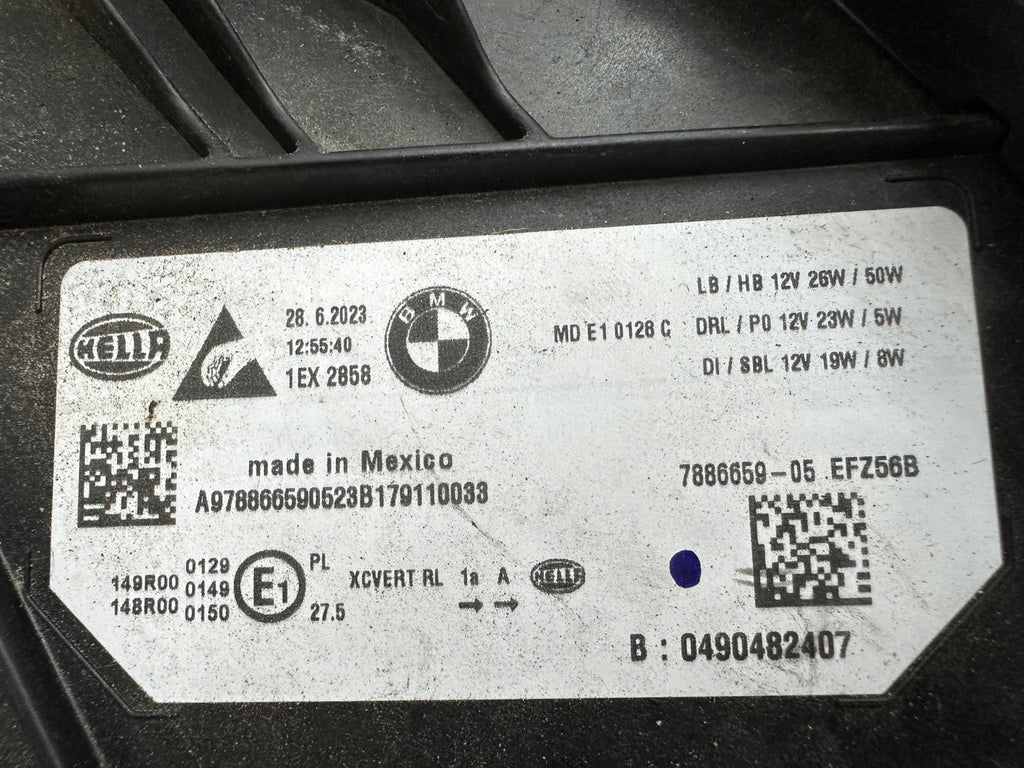 HELLA
28. 6.2023
12:55:40
1EX 2858
BMW
LB / HB 12V 26W / 50W
MD E1 0128 C DRL / PO 12V 23W / 5W
DI / SBL 12V 19W / 8W
made in Mexico
A978866590523B179110033
7886659-05 EFZ56B
0129
149R00 0149
148R00 0150
E1
PL
27.5
XCVERT RL 1a A
→ →
HELLA
B : 0490482407